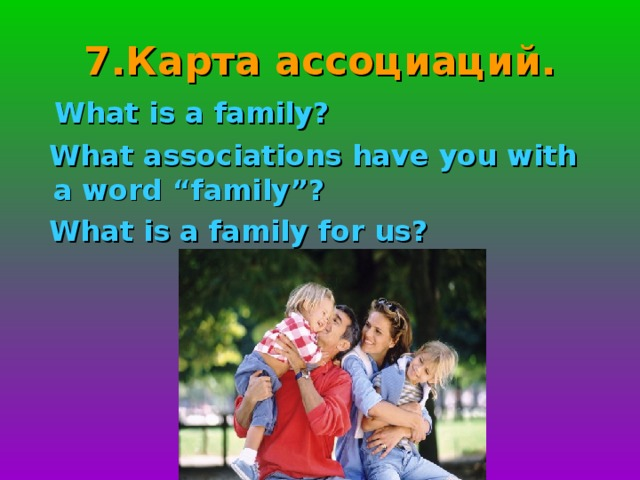 7.Карта ассоциаций.
What is a family?
What associations have you with
a word “family”?
What is a family for us?